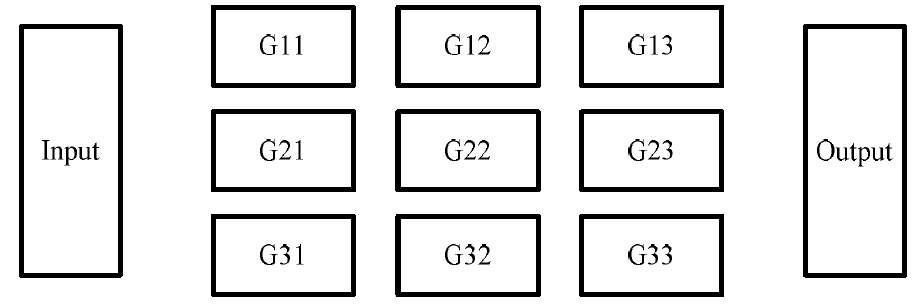 G11 G12 G13
Input G21 G22 G23 Output
G31 G32 G33